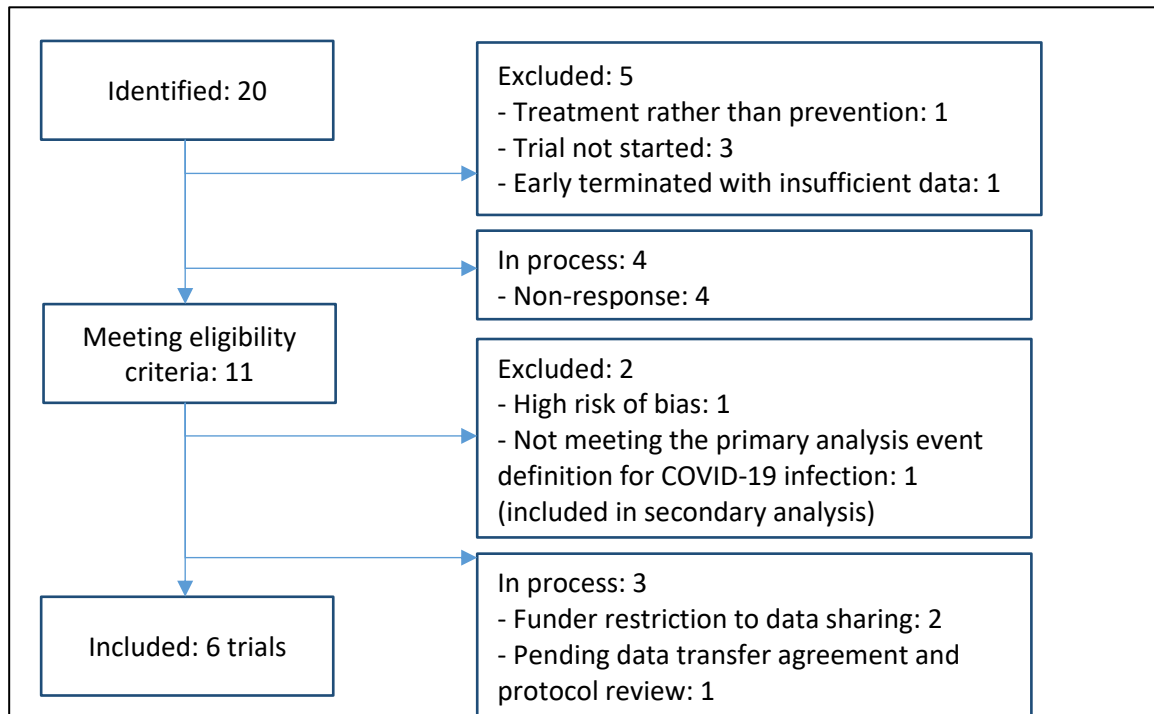 Identified: 20
Excluded: 5
- Treatment rather than prevention: 1
- Trial not started: 3
- Early terminated with insufficient data: 1
In process: 4
- Non-response: 4
Meeting eligibility
criteria: 11
Excluded: 2
- High risk of bias: 1
- Not meeting the primary analysis event
definition for COVID-19 infection: 1
(included in secondary analysis)
In process: 3
- Funder restriction to data sharing: 2
- Pending data transfer agreement and
protocol review: 1
Included: 6 trials